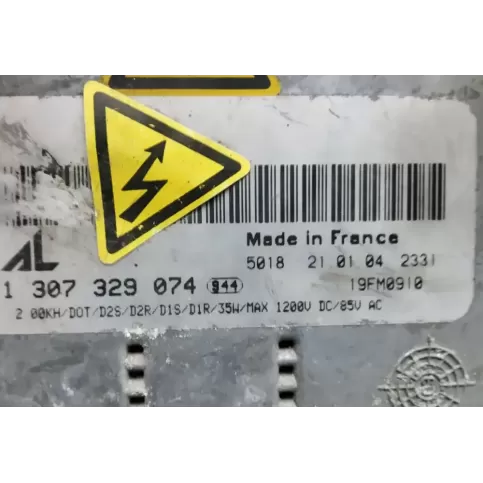 AL
Made in France
5018 21 01 04 2331
1 307 329 074 944
19FM0910
2 00KH/DOT/D2S/D2R/D1S/D1R/35W/MAX 1200V DC/85V AC